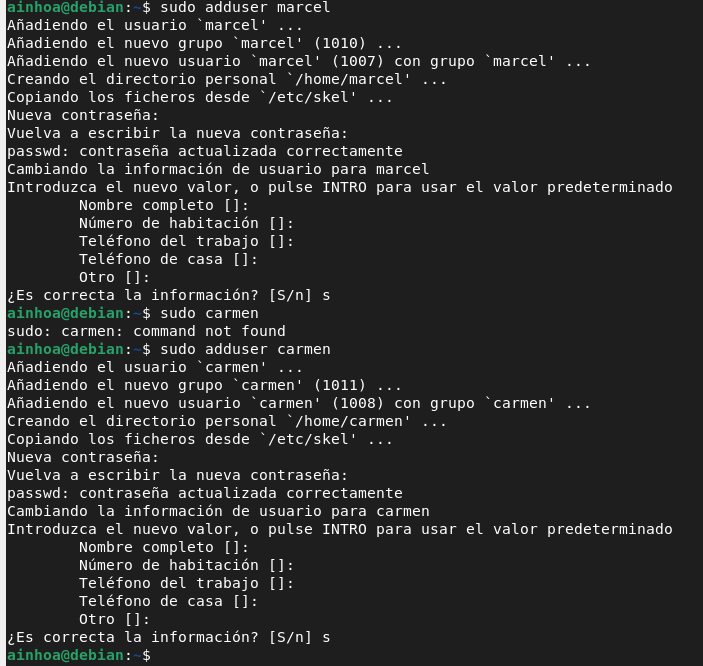 ainhoa@debian:~$ sudo adduser marcel
Añadiendo el usuario `marcel' ...
Añadiendo el nuevo grupo `marcel' (1010) ...
Añadiendo el nuevo usuario `marcel' (1007) con grupo `marcel' ...
Creando el directorio personal `/home/marcel' ...
Copiando los ficheros desde `/etc/skel' ...
Nueva contraseña:
Vuelva a escribir la nueva contraseña:
passwd: contraseña actualizada correctamente
Cambiando la información de usuario para marcel
Introduzca el nuevo valor, o pulse INTRO para usar el valor predeterminado
        Nombre completo []:
        Número de habitación []:
        Teléfono del trabajo []:
        Teléfono de casa []:
        Otro []:
¿Es correcta la información? [S/n] s
ainhoa@debian:~$ sudo carmen
sudo: carmen: command not found
ainhoa@debian:~$ sudo adduser carmen
Añadiendo el usuario `carmen' ...
Añadiendo el nuevo grupo `carmen' (1011) ...
Añadiendo el nuevo usuario `carmen' (1008) con grupo `carmen' ...
Creando el directorio personal `/home/carmen' ...
Copiando los ficheros desde `/etc/skel' ...
Nueva contraseña:
Vuelva a escribir la nueva contraseña:
passwd: contraseña actualizada correctamente
Cambiando la información de usuario para carmen
Introduzca el nuevo valor, o pulse INTRO para usar el valor predeterminado
        Nombre completo []:
        Número de habitación []:
        Teléfono del trabajo []:
        Teléfono de casa []:
        Otro []:
¿Es correcta la información? [S/n] s
ainhoa@debian:~$